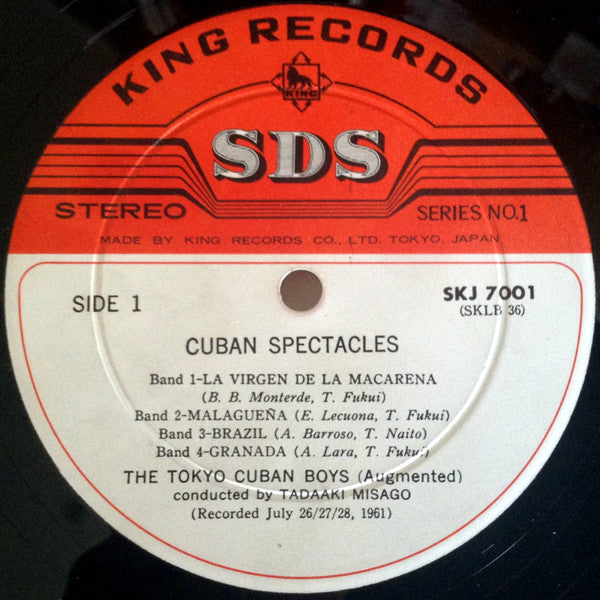 KING RECORDS
KING
SDS
STEREO
SERIES NO.1
MADE BY KING RECORDS CO., LTD. TOKYO, JAPAN
SIDE 1
SKJ 7001
(SKLB 36)
CUBAN SPECTACLES
Band 1-LA VIRGEN DE LA MACARENA
(B. B. Monterde, T. Fukui)
Band 2-MALAGUEÑA (E. Lecuona, T. Fukui)
Band 3-BRAZIL (A. Barroso, T. Naito)
Band 4-GRANADA (A. Lara, T. Fukui)
THE TOKYO CUBAN BOYS (Augmented)
conducted by TADAAKI MISAGO
(Recorded July 26/27/28, 1961)